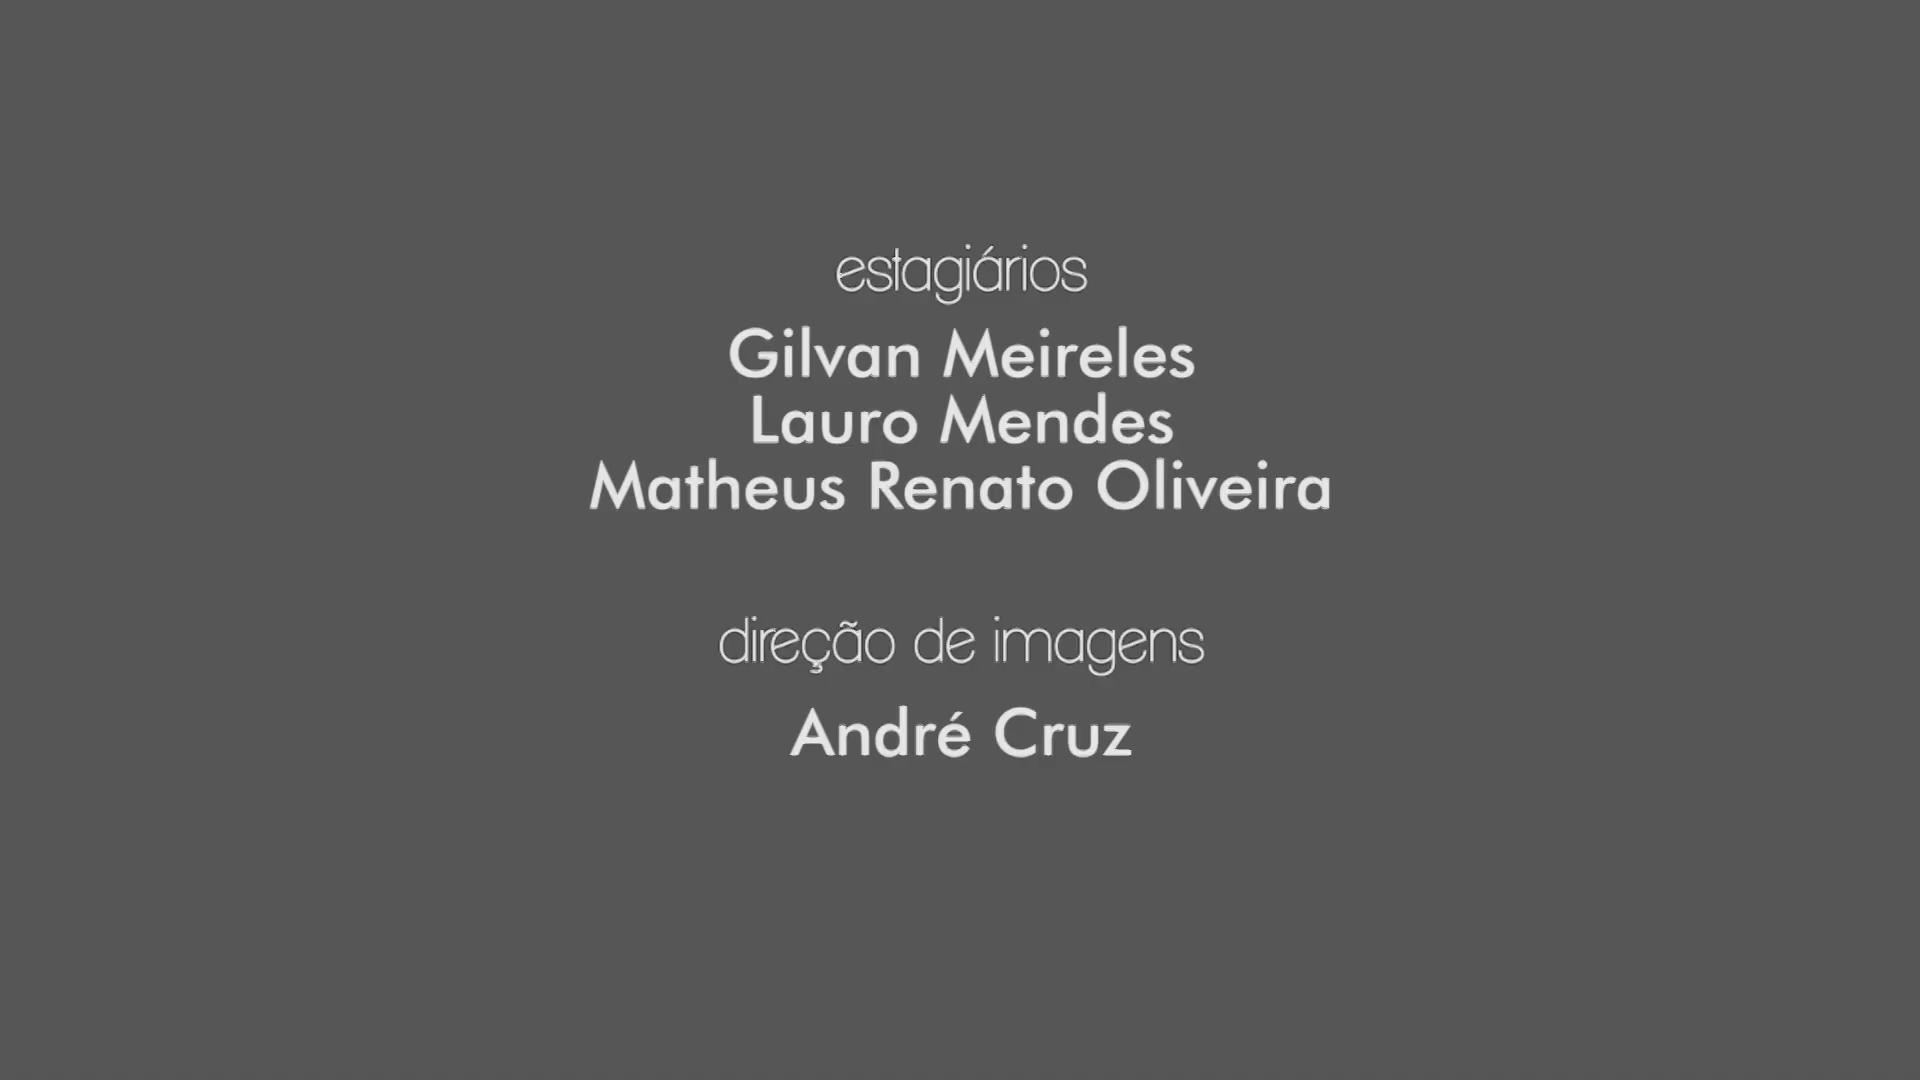 estagiários
Gilvan Meireles
Lauro Mendes
Matheus Renato Oliveira
direção de imagens
André Cruz